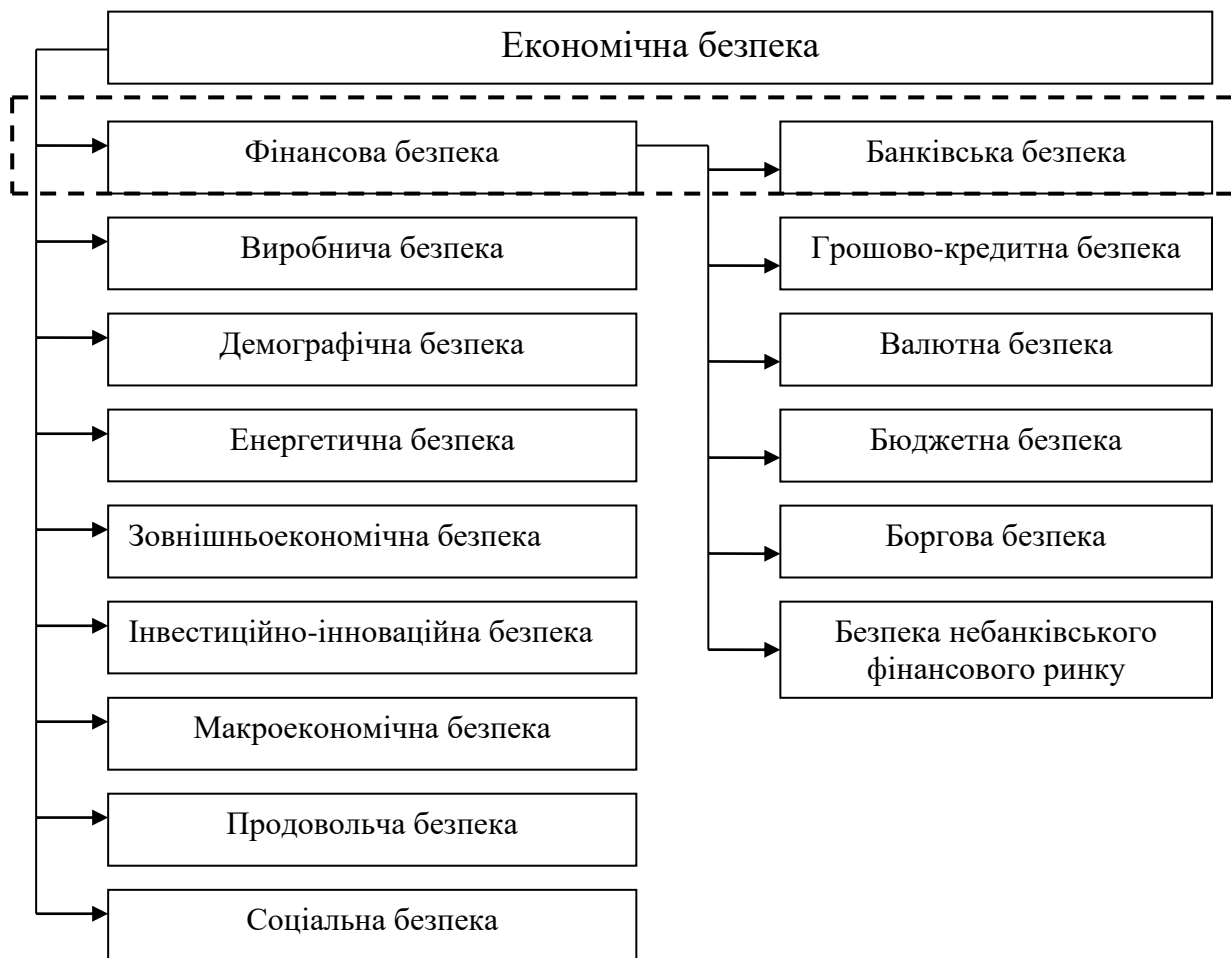 Економічна безпека
Фінансова безпека
Банківська безпека
Виробнича безпека
Грошово-кредитна безпека
Демографічна безпека
Валютна безпека
Енергетична безпека
Бюджетна безпека
Зовнішньоекономічна безпека
Боргова безпека
Інвестиційно-інноваційна безпека
Безпека небанківського
фінансового ринку
Макроекономічна безпека
Продовольча безпека
Соціальна безпека